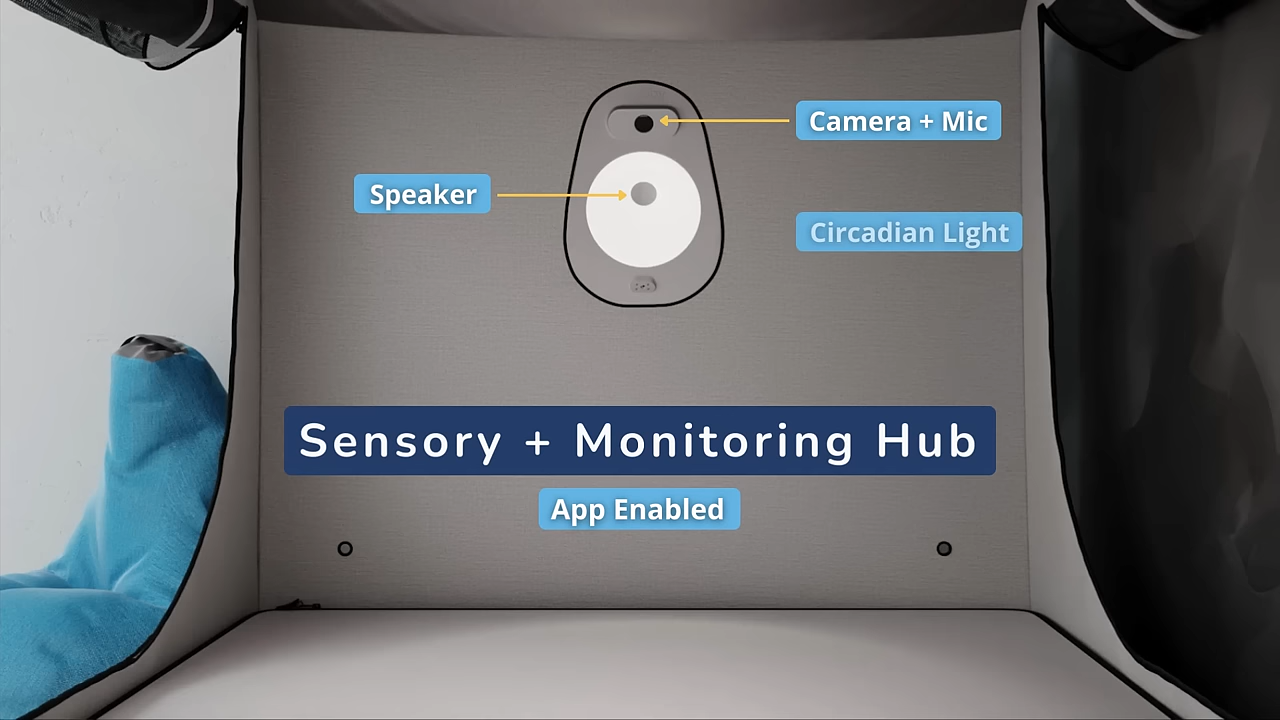 Camera + Mic
Speaker
Circadian Light
Sensory + Monitoring Hub
App Enabled